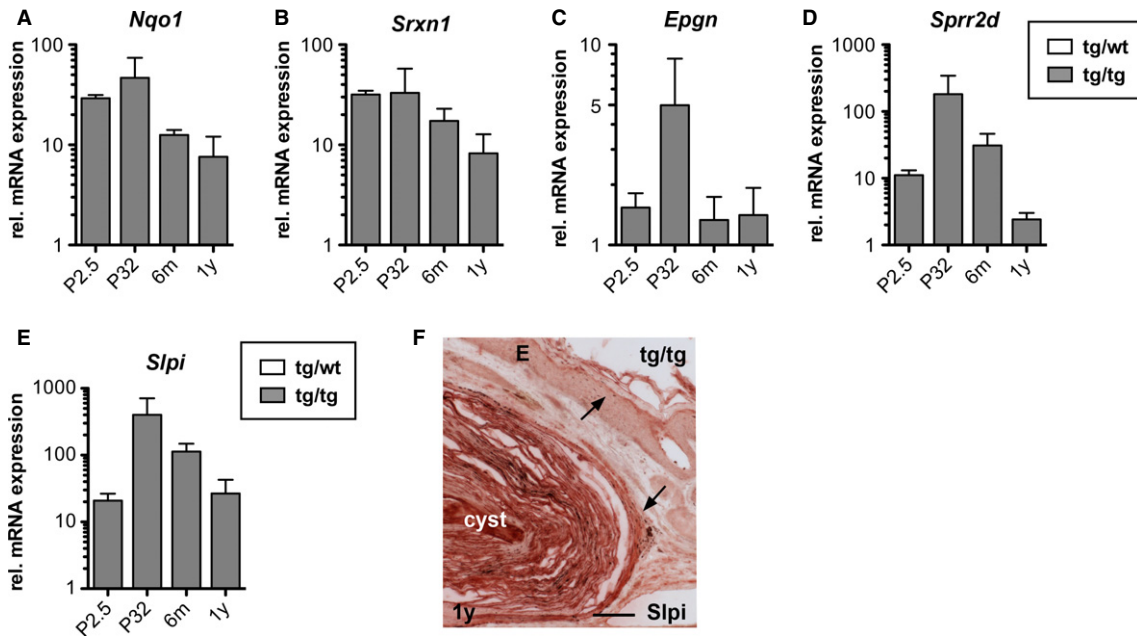 A Nqo1
rel. mRNA expression
100
10
1
P2.5 P32 6m 1y
B Srxn1
rel. mRNA expression
100
10
1
P2.5 P32 6m 1y
C Epgn
rel. mRNA expression
10
5
1
P2.5 P32 6m 1y
D Sprr2d
rel. mRNA expression
1000
100
10
1
P2.5 P32 6m 1y
tg/wt
tg/tg
E Slpi
rel. mRNA expression
1000
100
10
1
P2.5 P32 6m 1y
tg/wt
tg/tg
F
E tg/tg
cyst
1y Slpi